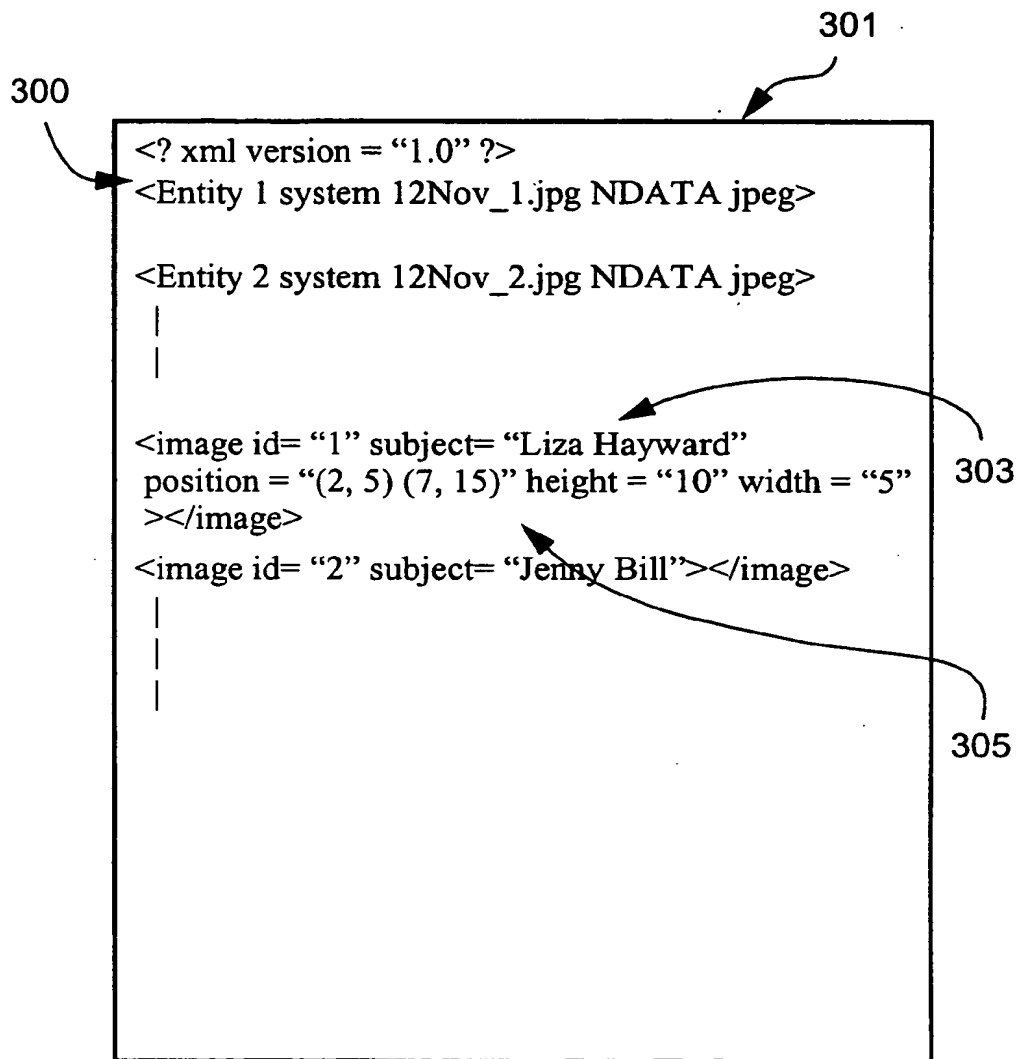 301
300
<? xml version = “1.0” ?>
<Entity 1 system 12Nov_1.jpg NDATA jpeg>
<Entity 2 system 12Nov_2.jpg NDATA jpeg>
<image id= “1” subject= “Liza Hayward”
position = “(2, 5) (7, 15)” height = “10” width = “5”
></image>
303
<image id= “2” subject= “Jenny Bill”></image>
305